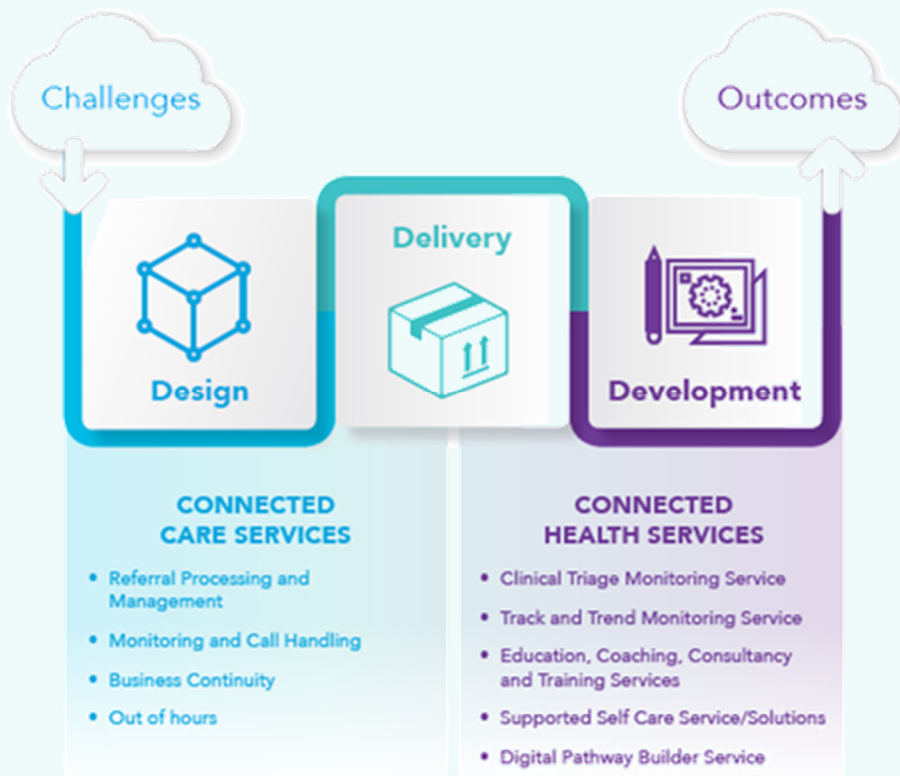 Challenges
Outcomes
Delivery
Design
Development
CONNECTED
CARE SERVICES
• Referral Processing and
Management
• Monitoring and Call Handling
• Business Continuity
• Out of hours
CONNECTED
HEALTH SERVICES
• Clinical Triage Monitoring Service
• Track and Trend Monitoring Service
• Education, Coaching, Consultancy
and Training Services
• Supported Self Care Service/Solutions
• Digital Pathway Builder Service